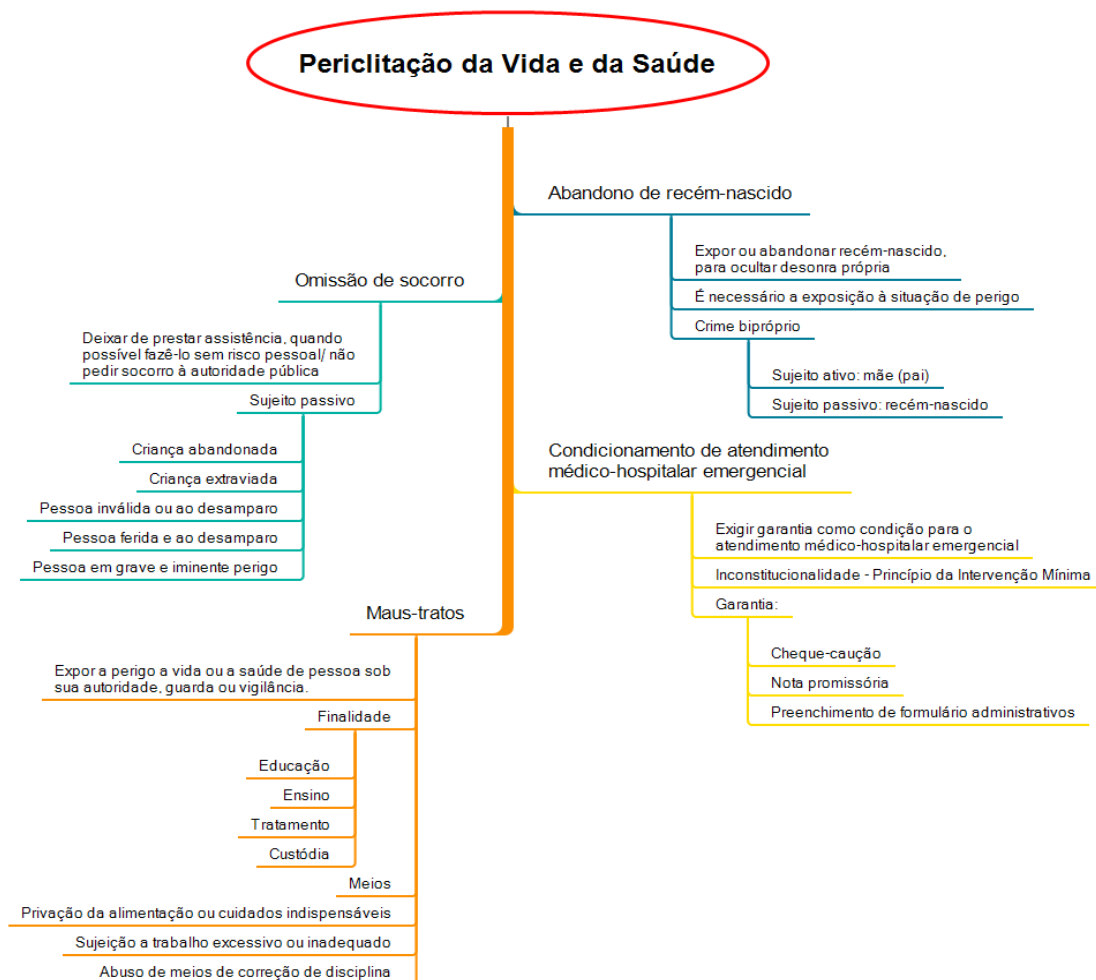 Periclitação da Vida e da Saúde
Abandono de recém-nascido
Expor ou abandonar recém-nascido,
para ocultar desonra própria
É necessário a exposição à situação de perigo
Crime bipróprio
Sujeito ativo: mãe (pai)
Sujeito passivo: recém-nascido
Omissão de socorro
Deixar de prestar assistência, quando
possível fazê-lo sem risco pessoal/ não
pedir socorro à autoridade pública
Sujeito passivo
Criança abandonada
Criança extraviada
Pessoa inválida ou ao desamparo
Pessoa ferida e ao desamparo
Pessoa em grave e iminente perigo
Condicionamento de atendimento
médico-hospitalar emergencial
Exigir garantia como condição para o
atendimento médico-hospitalar emergencial
Inconstitucionalidade - Princípio da Intervenção Mínima
Garantia:
Cheque-caução
Nota promissória
Preenchimento de formulário administrativos
Maus-tratos
Expor a perigo a vida ou a saúde de pessoa sob
sua autoridade, guarda ou vigilância.
Finalidade
Educação
Ensino
Tratamento
Custódia
Meios
Privação da alimentação ou cuidados indispensáveis
Sujeição a trabalho excessivo ou inadequado
Abuso de meios de correção de disciplina